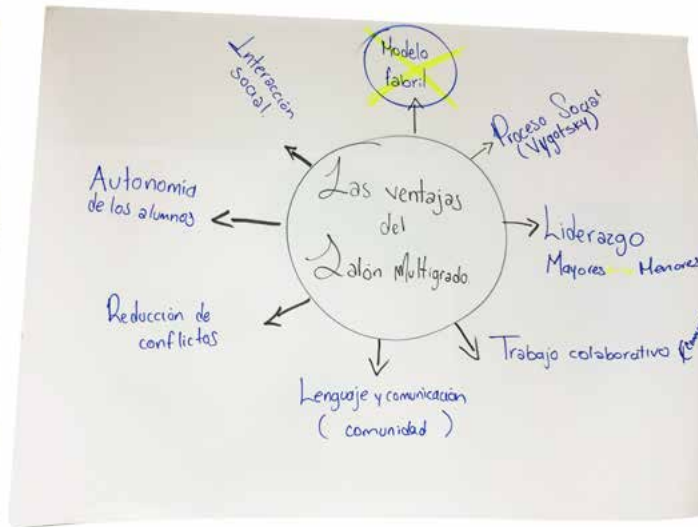 Las ventajas
del
Salón Multigrado
Modelo
fabril
Proceso Social
(Vygotsky)
Liderazgo
Mayores Menores
Trabajo colaborativo
Lenguaje y comunicación
( comunidad )
Reducción de
conflictos
Autonomía
de los alumnos
Interacción
social